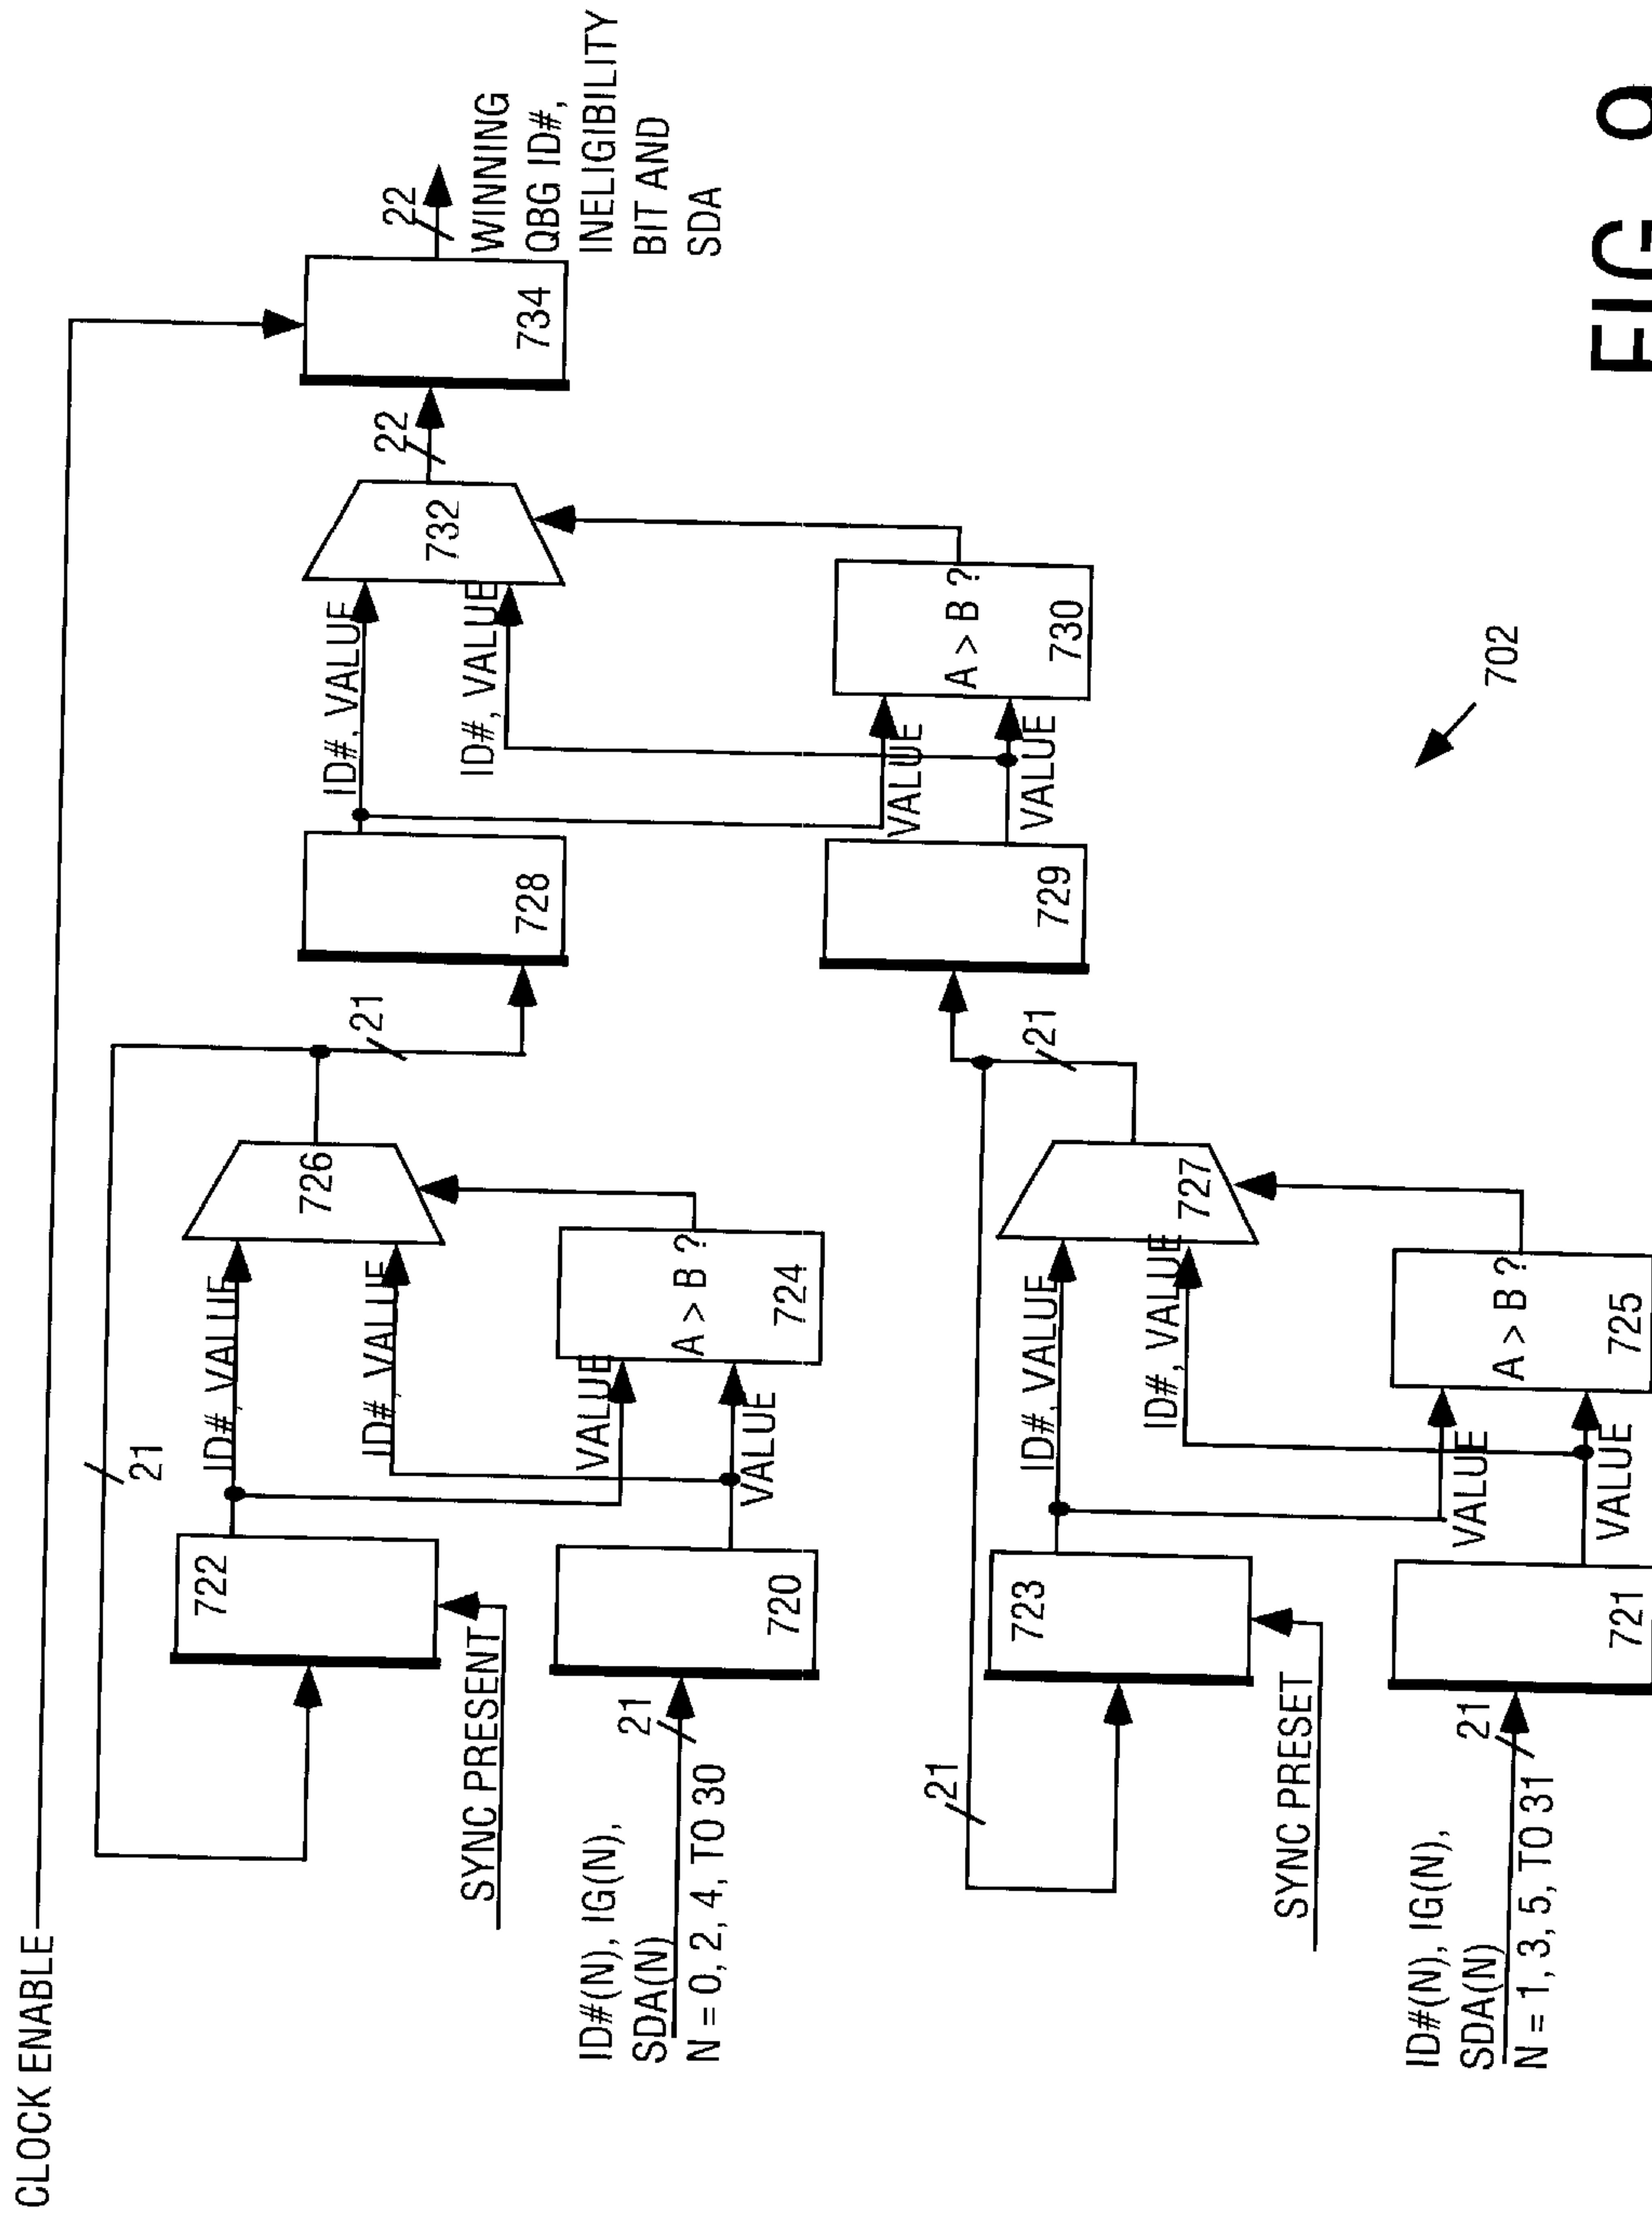 CLOCK ENABLE
21
22
22
WINNING
QBG ID#,
INELIGIBILITY
BIT AND
SDA
722
ID#, VALUE
ID#, VALUE
726
21
728
ID#, VALUE
ID#, VALUE
732
734
SYNC PRESENT
ID#(N), IG(N),
SDA(N)
N = 0, 2, 4, TO 30
21
720
VALUE
VALUE
A > B ?
724
729
VALUE
VALUE
A > B ?
730
21
21
723
ID#, VALUE
ID#, VALUE
727
SYNC PRESET
ID#(N), IG(N),
SDA(N)
N = 1, 3, 5, TO 31
21
721
VALUE
VALUE
A > B ?
725
702